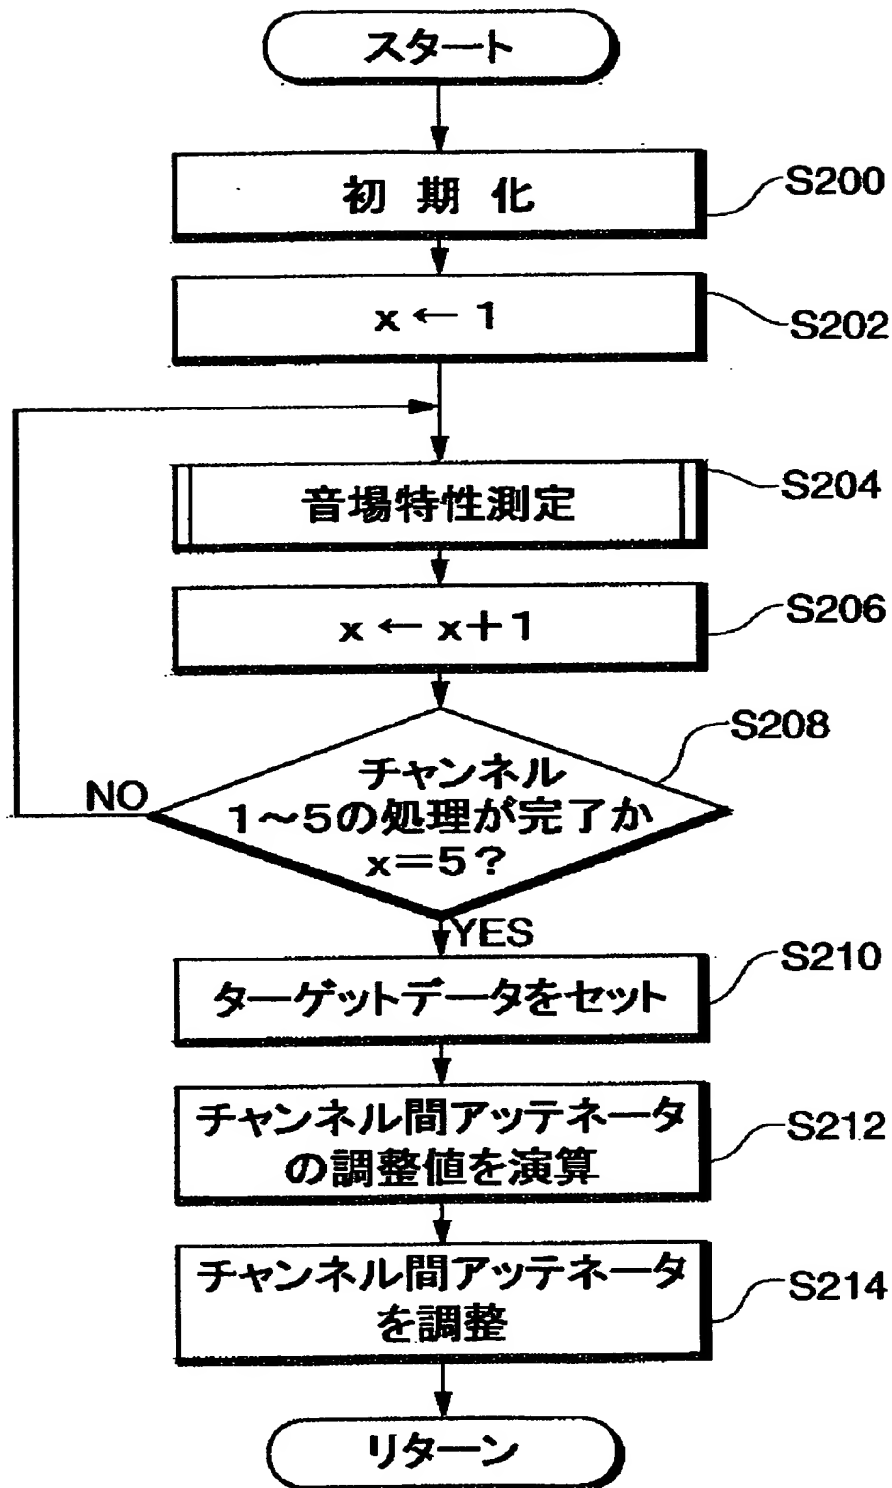 スタート
初 期 化
S200
x ← 1
S202
音場特性測定
S204
x ← x+1
S206
S208
チャンネル
1～5の処理が完了か
x=5?
NO
YES
ターゲットデータをセット
S210
チャンネル間アッテネータ
の調整値を演算
S212
チャンネル間アッテネータ
を調整
S214
リターン